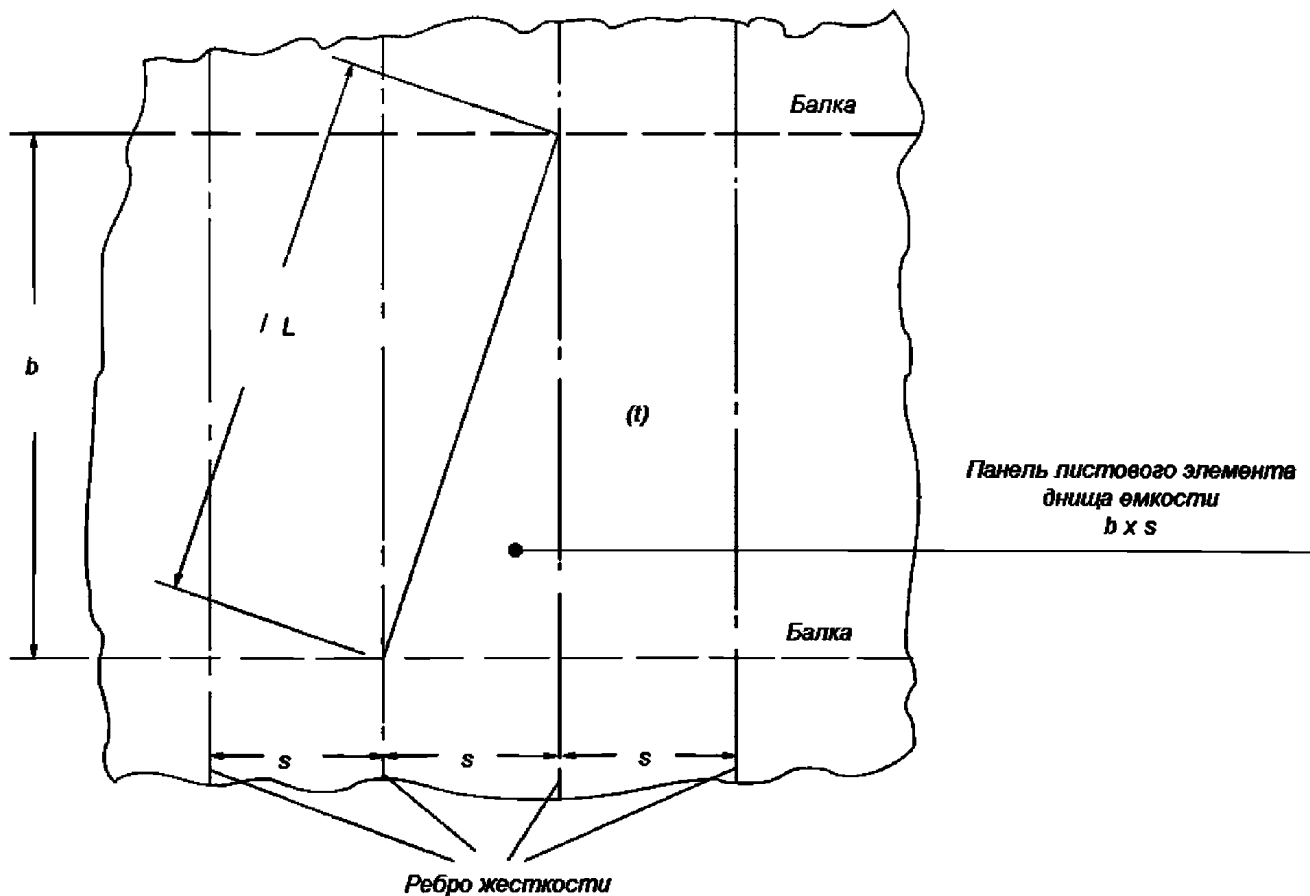 Балка
l L
b
(t)
Панель листового элемента
днища емкости
b x s
Балка
s
s
s
Ребро жесткости